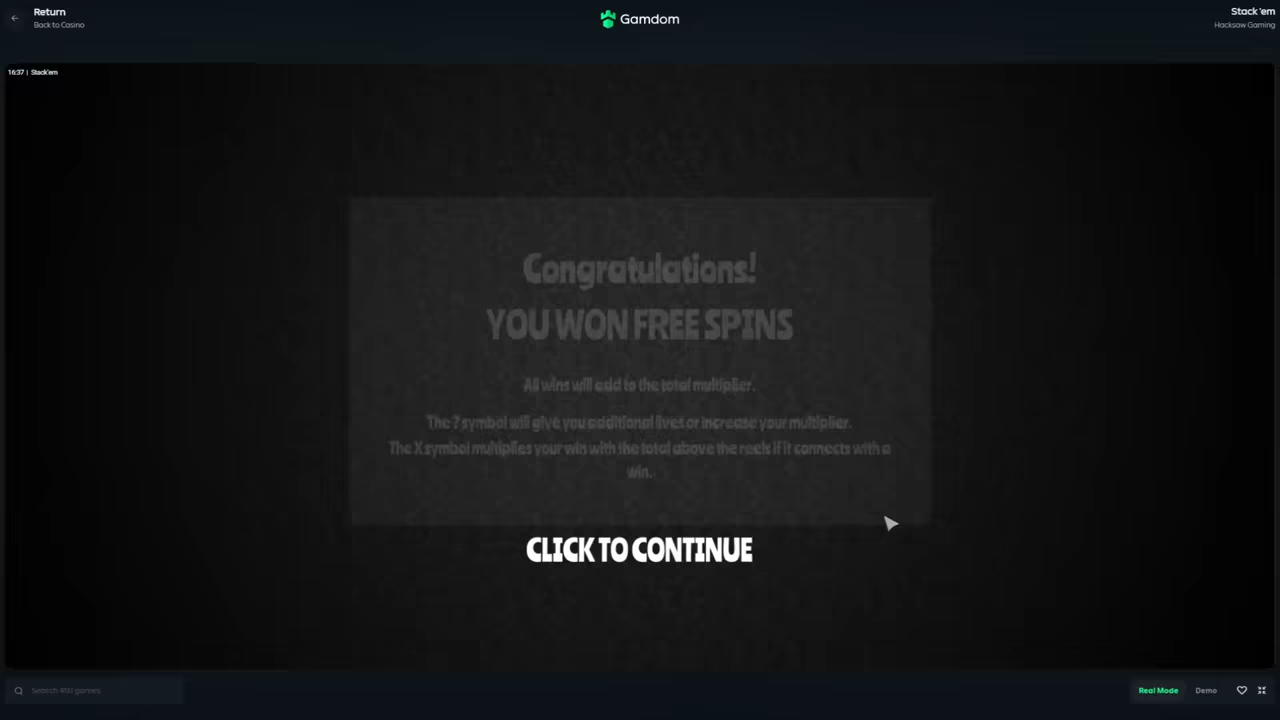 Return
Back to Casino
Gamdom
Stack 'em
Hacksaw Gaming
16:37 | Stack'em
Congratulations!
YOU WON FREE SPINS
All wins will add to the total multiplier.
The ? symbol will give you additional lives or increase your multiplier.
The X symbol multiplies your win with the total above the reels if it connects with a
win.
CLICK TO CONTINUE
Search games
Real Mode
Demo